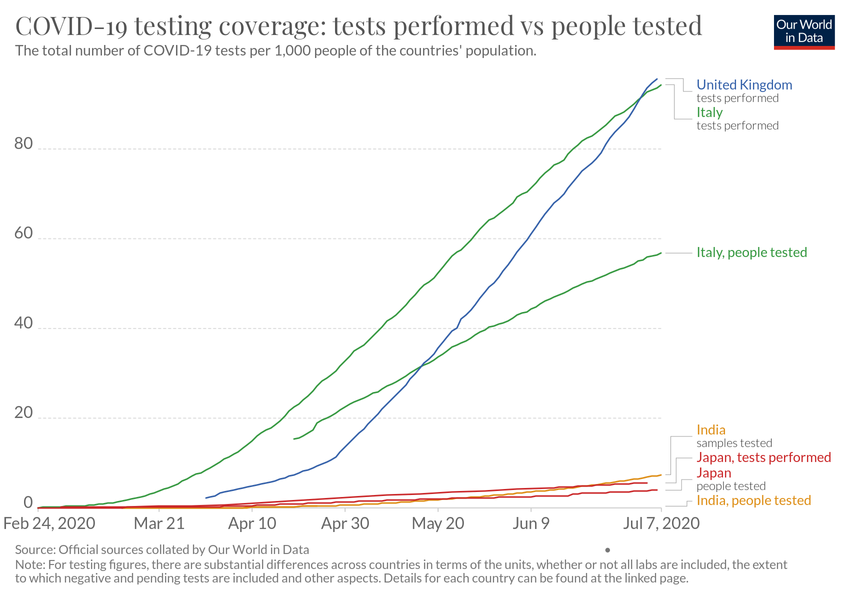 COVID-19 testing coverage: tests performed vs people tested
Our World
in Data
The total number of COVID-19 tests per 1,000 people of the countries' population.
United Kingdom
tests performed
Italy
tests performed
80
60
Italy, people tested
40
20
India
samples tested
Japan, tests performed
Japan
people tested
India, people tested
0
Feb 24, 2020 Mar 21 Apr 10 Apr 30 May 20 Jun 9 Jul 7, 2020
Source: Official sources collated by Our World in Data
Note: For testing figures, there are substantial differences across countries in terms of the units, whether or not all labs are included, the extent
to which negative and pending tests are included and other aspects. Details for each country can be found at the linked page.